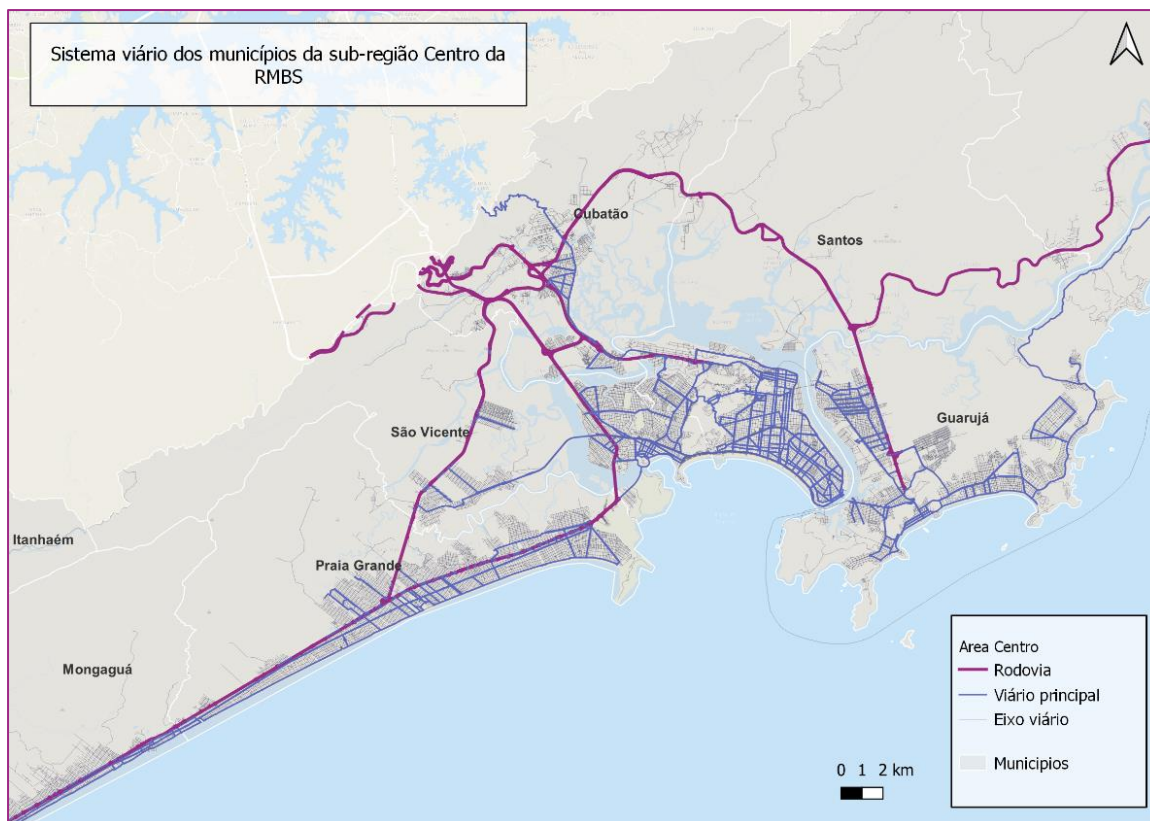 Sistema viário dos municípios da sub-região Centro da
RMBS
Cubatão
Santos
São Vicente
Guarujá
Itanhaém
Praia Grande
Mongaguá
Area Centro
Rodovia
Viário principal
Eixo viário
Municipios
0 1 2 km